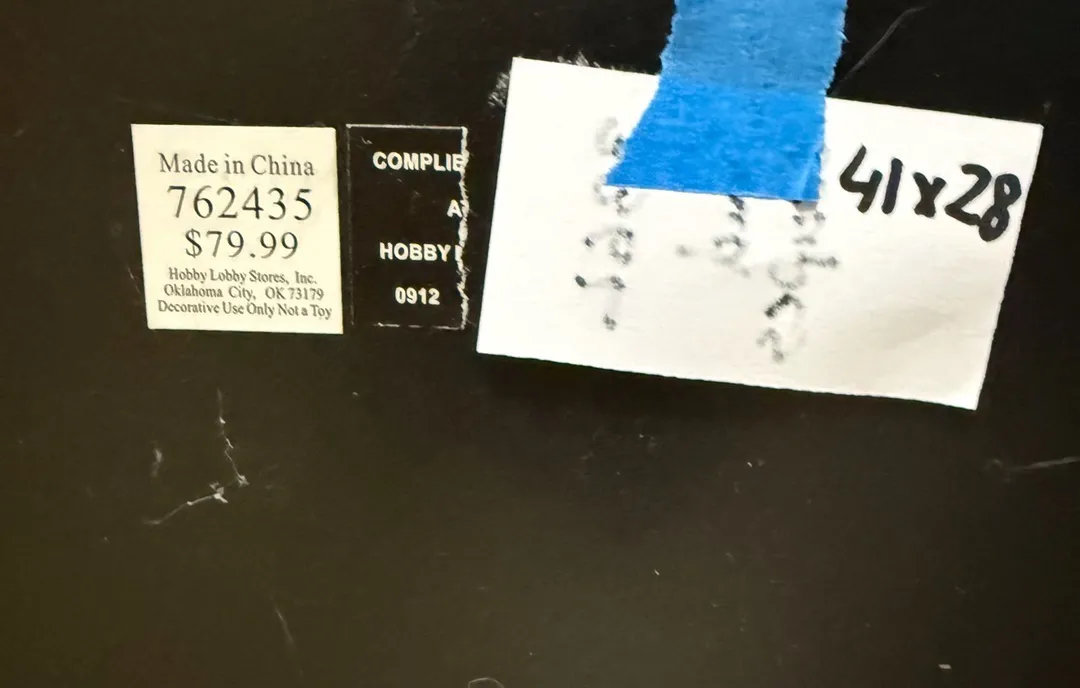 Made in China
762435
$79.99
Hobby Lobby Stores, Inc.
Oklahoma City, OK 73179
Decorative Use Only Not a Toy
COMPLIE
A
HOBBY
0912
41x28